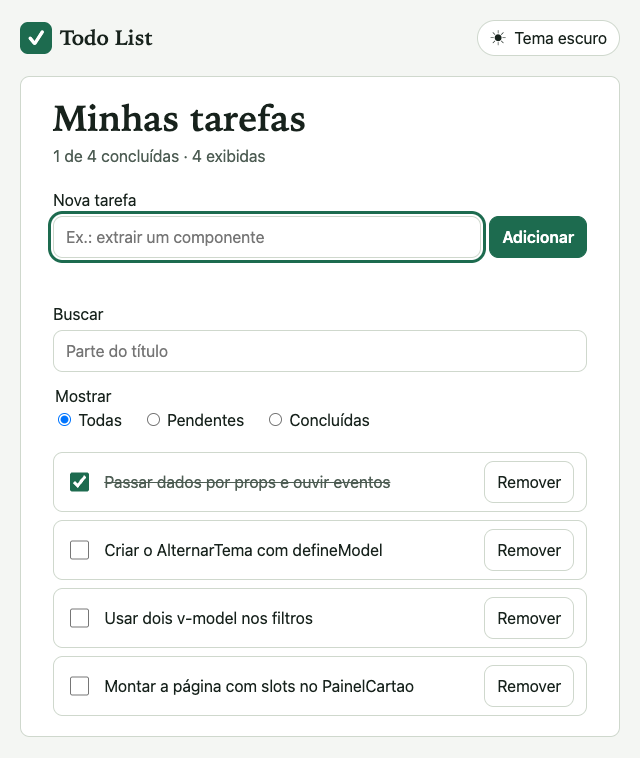 Todo List
Tema escuro
Minhas tarefas
1 de 4 concluídas · 4 exibidas
Nova tarefa
Ex.: extrair um componente
Adicionar
Buscar
Parte do título
Mostrar
Todas Pendentes Concluídas
Passar dados por props e ouvir eventos Remover
Criar o AlternarTema com defineModel Remover
Usar dois v-model nos filtros Remover
Montar a página com slots no PainelCartao Remover